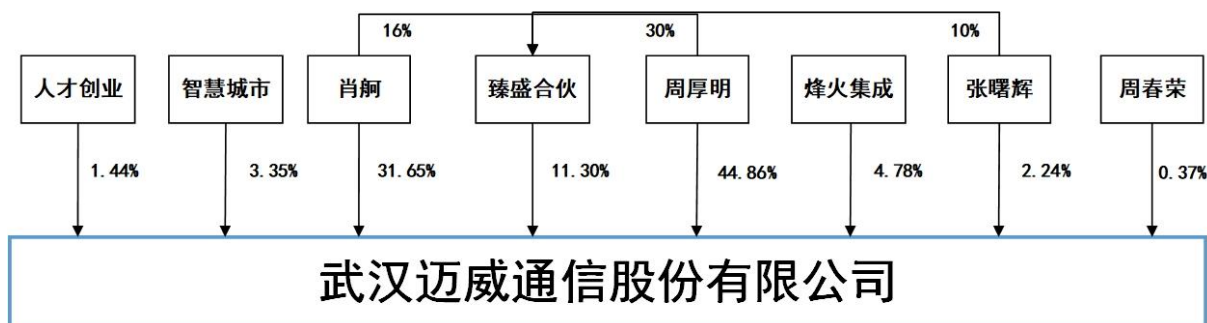 16% 30% 10%
人才创业 智慧城市 肖舸 臻盛合伙 周厚明 烽火集成 张曙辉 周春荣
1.44% 3.35% 31.65% 11.30% 44.86% 4.78% 2.24% 0.37%
武汉迈威通信股份有限公司